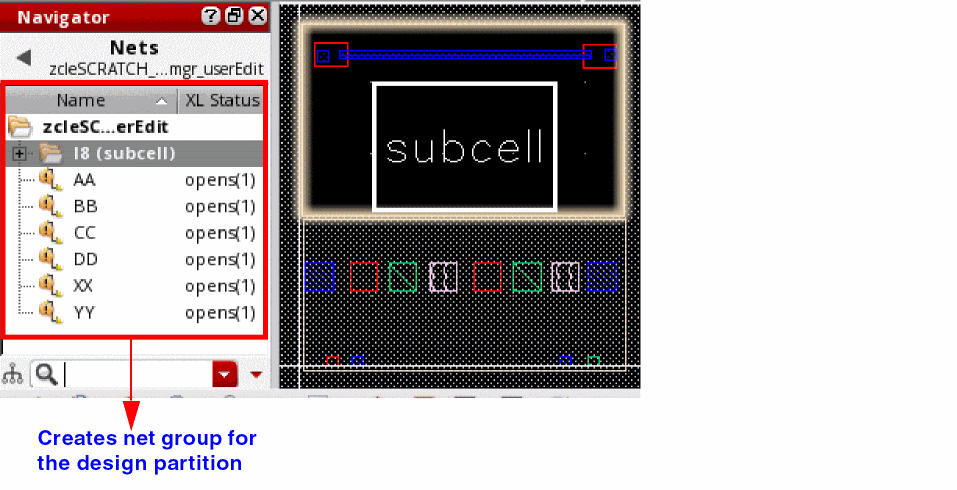 Navigator
Nets
zcleSCRATCH_...mgr_userEdit
Name XL Status
zcleSC...erEdit
I8 (subcell)
AA opens(1)
BB opens(1)
CC opens(1)
DD opens(1)
XX opens(1)
YY opens(1)
subcell
Creates net group for
the design partition